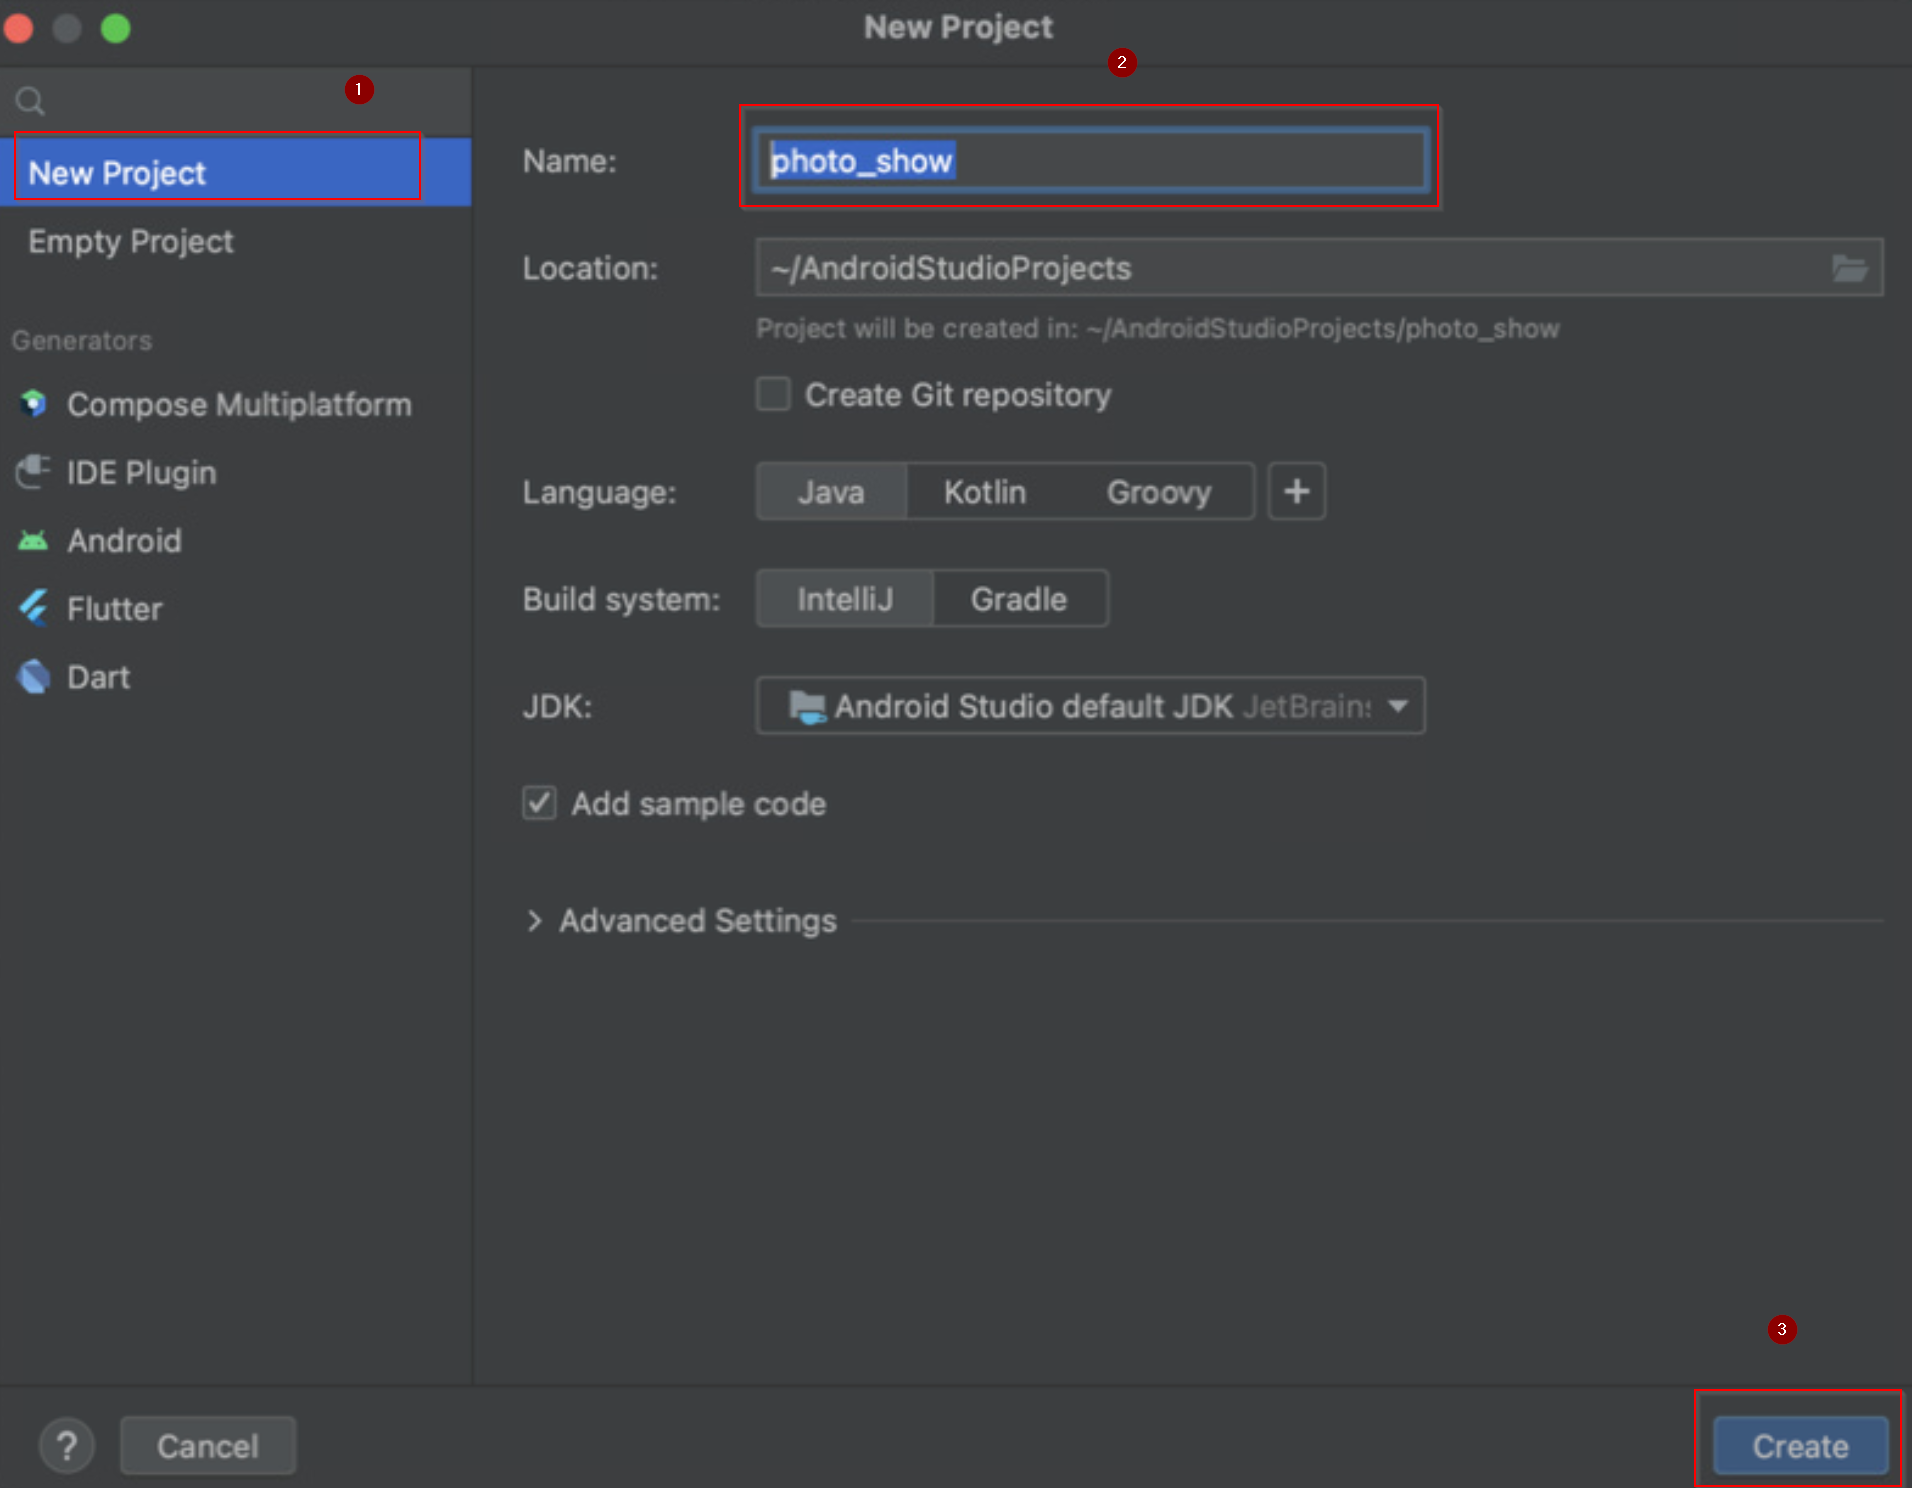 New Project
1
2
New Project
Empty Project
Generators
Compose Multiplatform
IDE Plugin
Android
Flutter
Dart
Name: photo_show
Location: ~/AndroidStudioProjects
Project will be created in: ~/AndroidStudioProjects/photo_show
Create Git repository
Language: Java Kotlin Groovy +
Build system: IntelliJ Gradle
JDK: Android Studio default JDK
Add sample code
Advanced Settings
3
? Cancel Create